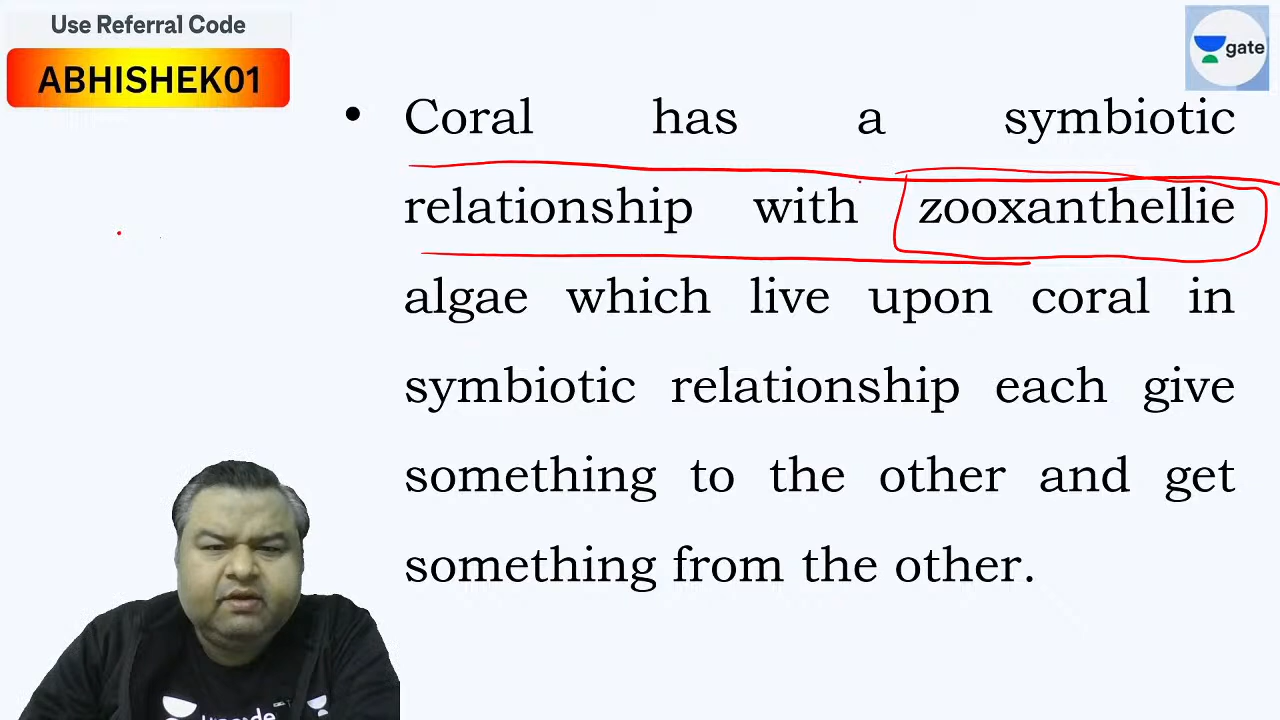 Use Referral Code
ABHISHEK01
gate
• Coral has a symbiotic
relationship with zooxanthellie
algae which live upon coral in
symbiotic relationship each give
something to the other and get
something from the other.